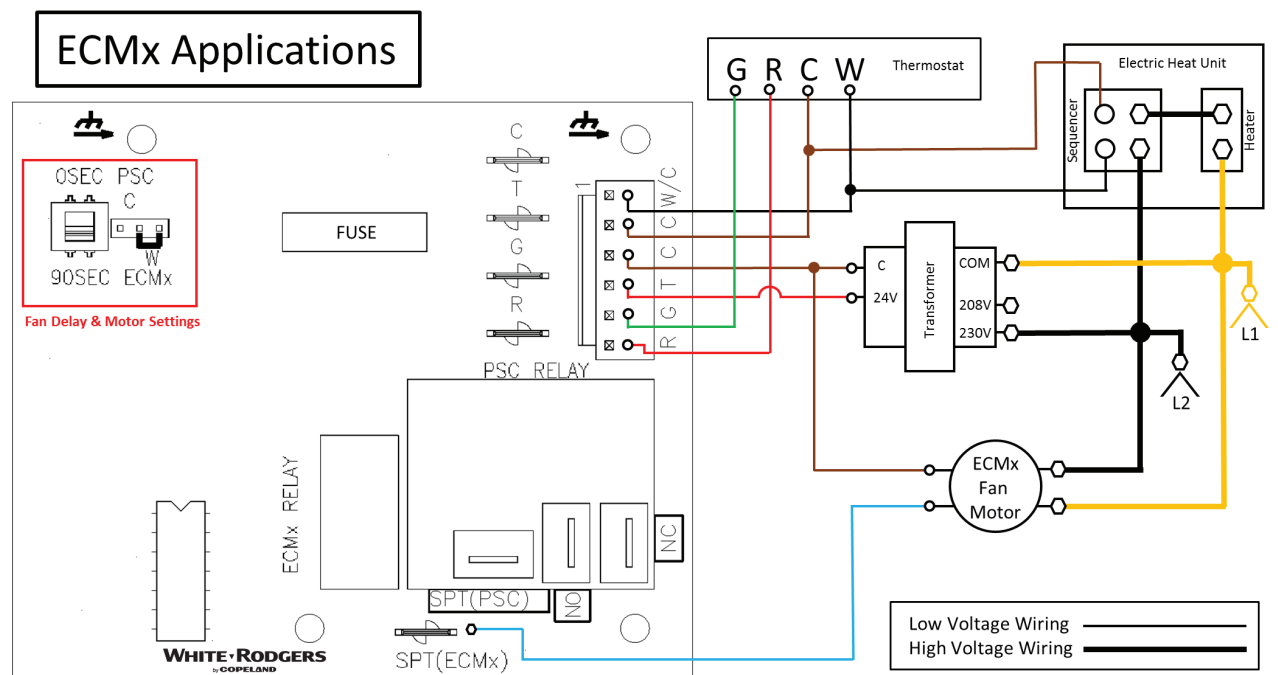 ECMx Applications
0SEC PSC
C
W
90SEC ECMx
Fan Delay & Motor Settings
FUSE
C
T
G
R
1
W/C
C
C
T
G
R
PSC RELAY
ECMx RELAY
SPT(PSC)
NO
NC
SPT(ECMx)
WHITE-RODGERS
by COPELAND
G R C W Thermostat
Electric Heat Unit
Sequencer
Heater
C
24V
Transformer
COM
208V
230V
L1
L2
ECMx
Fan
Motor
Low Voltage Wiring
High Voltage Wiring